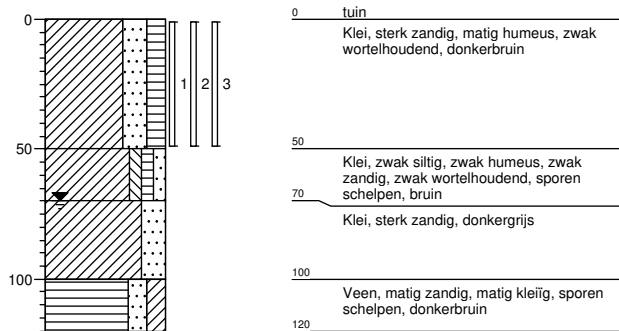 0
1 2 3
50
100
0 tuin
Klei, sterk zandig, matig humeus, zwak
wortelhoudend, donkerbruin
50
Klei, zwak siltig, zwak humeus, zwak
zandig, zwak wortelhoudend, sporen
schelpen, bruin
70
Klei, sterk zandig, donkergrijs
100
Veen, matig zandig, matig kleiïg, sporen
schelpen, donkerbruin
120